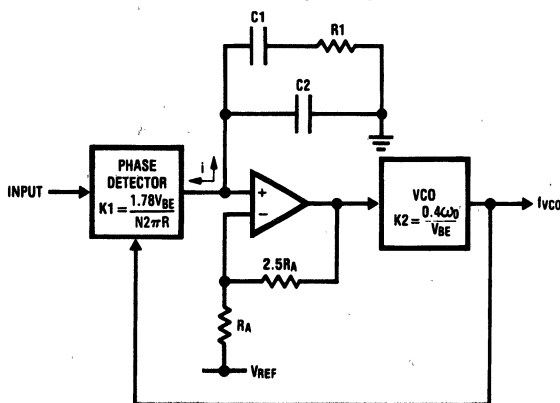 C1
R1
C2
PHASE
DETECTOR
K1 = 1.78VBE
N2πR
i
INPUT
+
−
VCO
K2 = 0.4ω0
VBE
fVCO
2.5RA
RA
VREF